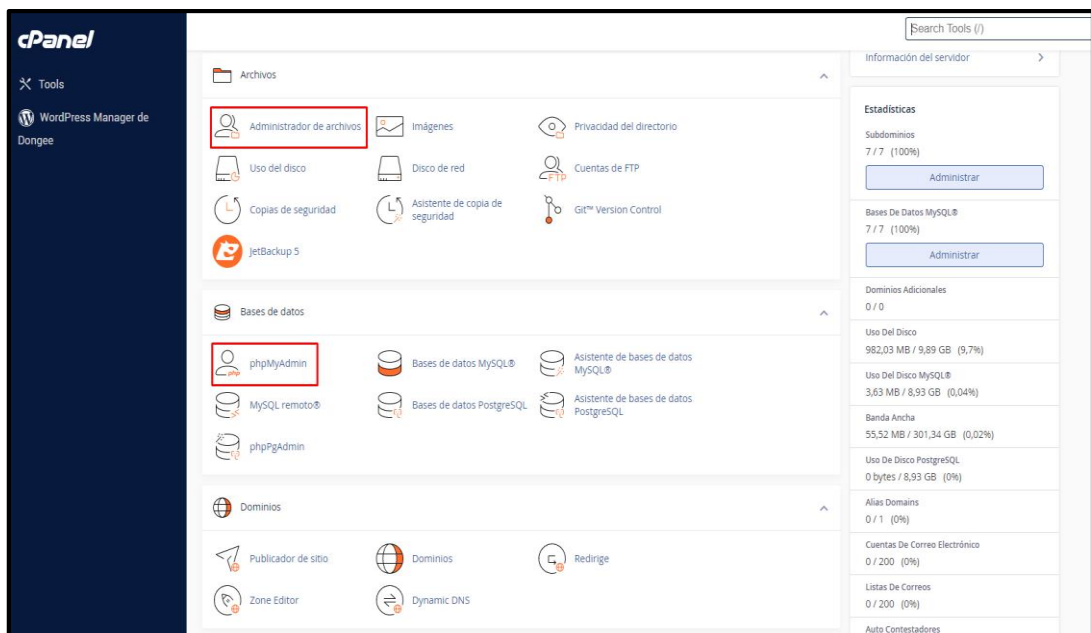 cPanel
Search Tools (/)
Tools
WordPress Manager de
Dongee
Archivos
Administrador de archivos
Imágenes
Privacidad del directorio
Uso del disco
Disco de red
Cuentas de FTP
FTP
Copias de seguridad
Asistente de copia de
seguridad
Git™ Version Control
JetBackup 5
Bases de datos
phpMyAdmin
php
Bases de datos MySQL®
Asistente de bases de datos
MySQL®
MySQL remoto®
Bases de datos PostgreSQL
Asistente de bases de datos
PostgreSQL
phpPgAdmin
Dominios
Publicador de sitio
Dominios
Redirige
Zone Editor
Dynamic DNS
Información del servidor
Estadísticas
Subdominios
7 / 7 (100%)
Administrar
Bases De Datos MySQL®
7 / 7 (100%)
Administrar
Dominios Adicionales
0 / 0
Uso Del Disco
982,03 MB / 9,89 GB (9,7%)
Uso Del Disco MySQL®
3,63 MB / 8,93 GB (0,04%)
Banda Ancha
55,52 MB / 301,34 GB (0,02%)
Uso De Disco PostgreSQL
0 bytes / 8,93 GB (0%)
Alias Domains
0 / 1 (0%)
Cuentas De Correo Electrónico
0 / 200 (0%)
Listas De Correos
0 / 200 (0%)
Auto Contestadores